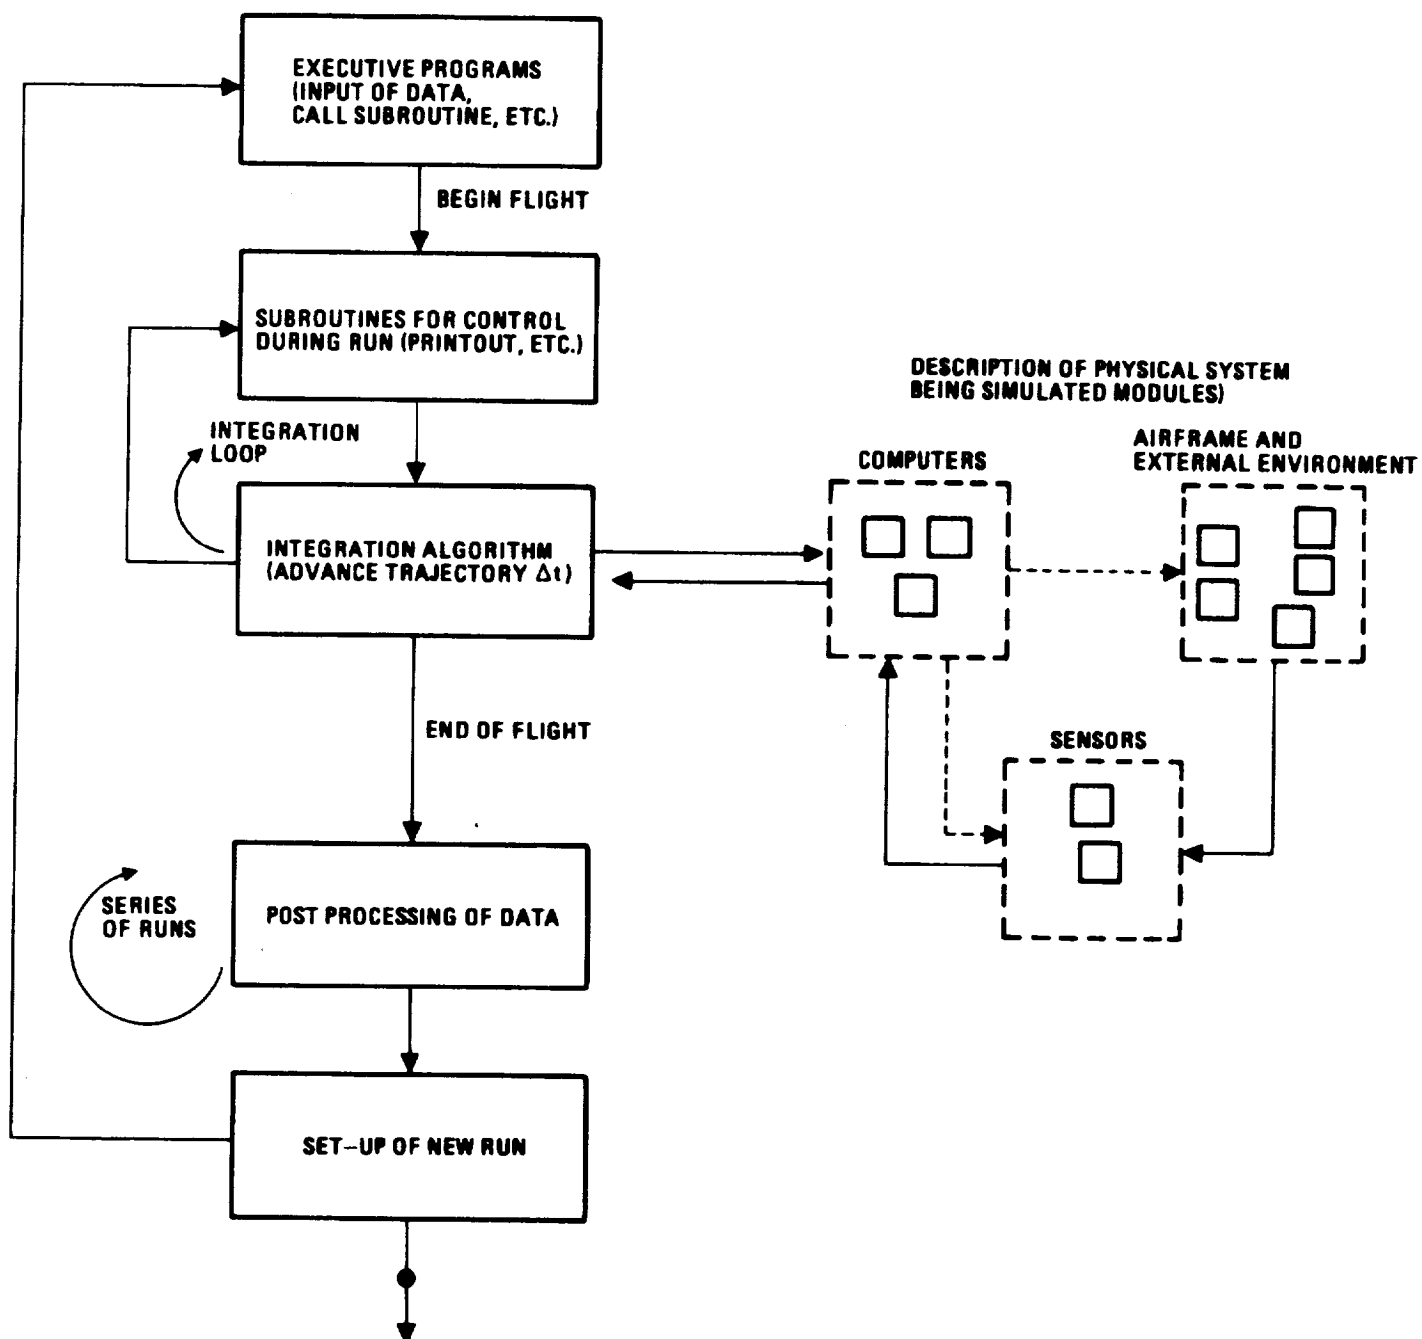 EXECUTIVE PROGRAMS
(INPUT OF DATA,
CALL SUBROUTINE, ETC.)
BEGIN FLIGHT
SUBROUTINES FOR CONTROL
DURING RUN (PRINTOUT, ETC.)
INTEGRATION
LOOP
INTEGRATION ALGORITHM
(ADVANCE TRAJECTORY Δt)
END OF FLIGHT
SERIES
OF RUNS
POST PROCESSING OF DATA
SET-UP OF NEW RUN
DESCRIPTION OF PHYSICAL SYSTEM
BEING SIMULATED MODULES)
COMPUTERS
AIRFRAME AND
EXTERNAL ENVIRONMENT
SENSORS